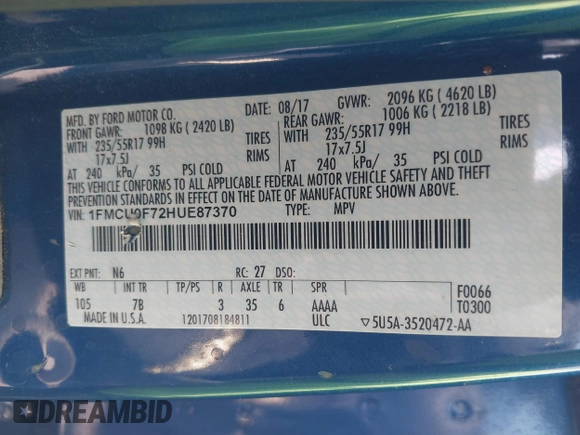 MFD. BY FORD MOTOR CO.
DATE: 08/17 GVWR: 2096 KG ( 4620 LB)
FRONT GAWR: 1098 KG ( 2420 LB) REAR GAWR: 1006 KG ( 2218 LB)
WITH 235/55R17 99H TIRES WITH 235/55R17 99H TIRES
17x7.5J RIMS 17x7.5J RIMS
AT 240 kPa/ 35 PSI COLD AT 240 kPa/ 35 PSI COLD
THIS VEHICLE CONFORMS TO ALL APPLICABLE FEDERAL MOTOR VEHICLE SAFETY AND THEFT
PREVENTION STANDARDS IN EFFECT ON THE DATE OF MANUFACTURE SHOWN ABOVE.
VIN: 1FMCU9F72HUE87370 TYPE: MPV
EXT PNT: N6 RC: 27 DSO:
WB INT TR TP/PS R AXLE TR SPR
105 7B 3 35 6 AAAA
F0066
T0300
MADE IN U.S.A. 1201708184811 ULC ▽5U5A-3520472-AA
DREAMBID